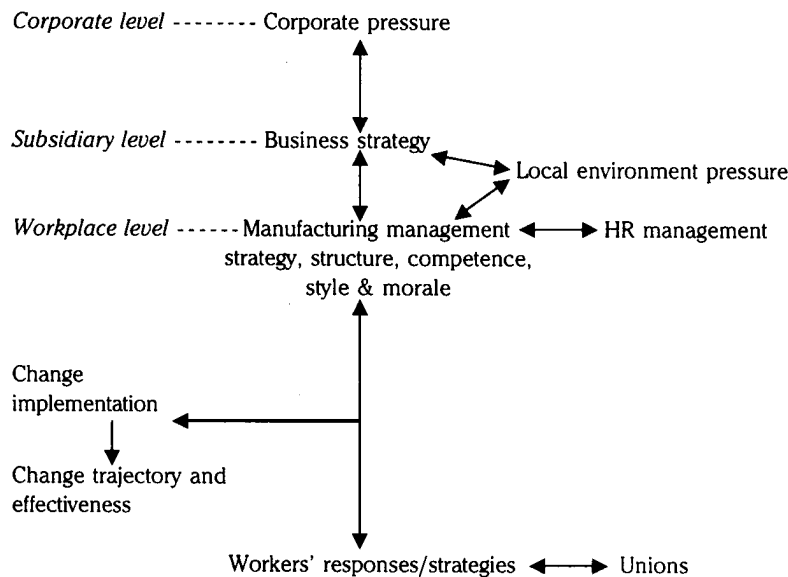 Corporate level -------- Corporate pressure
Subsidiary level -------- Business strategy
Local environment pressure
Workplace level ------ Manufacturing management
HR management
strategy, structure, competence,
style & morale
Change
implementation
Change trajectory and
effectiveness
Workers' responses/strategies
Unions